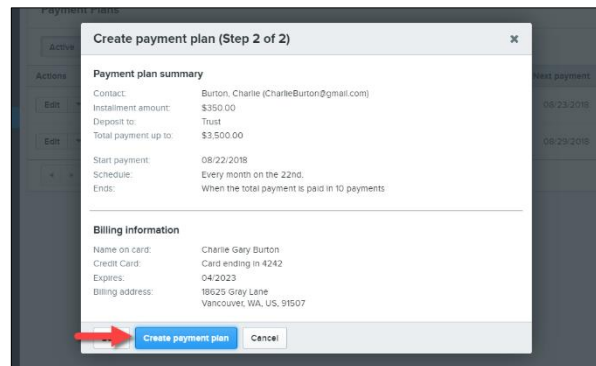 Payment Plans
Active
Create payment plan (Step 2 of 2)
Actions
Next payment
Payment plan summary
Contact: Burton, Charlie (CharlieBurton@gmail.com)
Installment amount: $350.00
Deposit to: Trust
Total payment up to: $3,500.00
Edit
08/23/2018
Edit
08/29/2018
Start payment: 08/22/2018
Schedule: Every month on the 22nd.
Ends: When the total payment is paid in 10 payments
Billing information
Name on card: Charlie Gary Burton
Credit Card: Card ending in 4242
Expires: 04/2023
Billing address: 18625 Gray Lane
Vancouver, WA, US, 91507
Create payment plan
Cancel